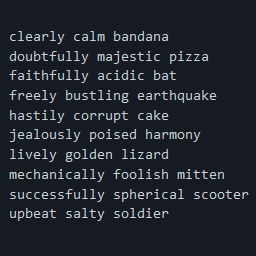 clearly calm bandana
doubtfully majestic pizza
faithfully acidic bat
freely bustling earthquake
hastily corrupt cake
jealously poised harmony
lively golden lizard
mechanically foolish mitten
successfully spherical scooter
upbeat salty soldier